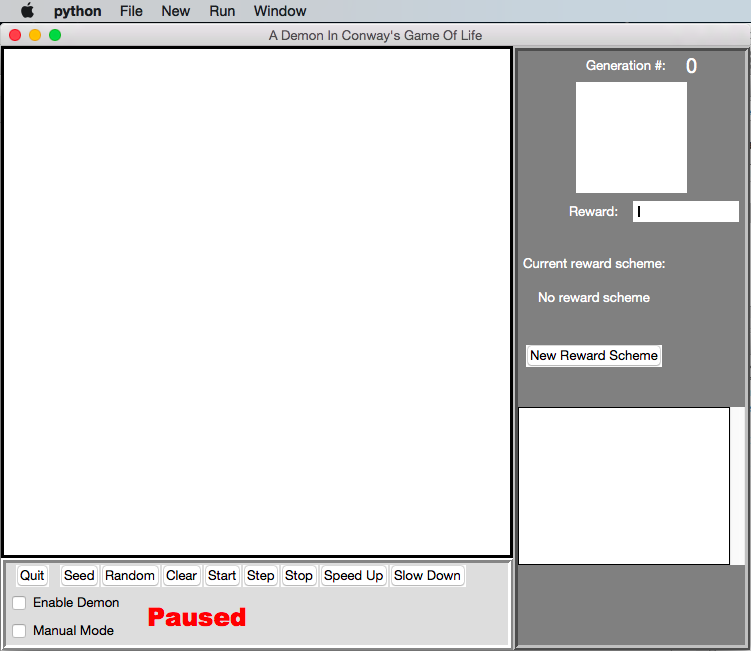 python File New Run Window
A Demon In Conway's Game Of Life
Generation #: 0
Reward:
Current reward scheme:
No reward scheme
New Reward Scheme
Quit Seed Random Clear Start Step Stop Speed Up Slow Down
Enable Demon
Paused
Manual Mode